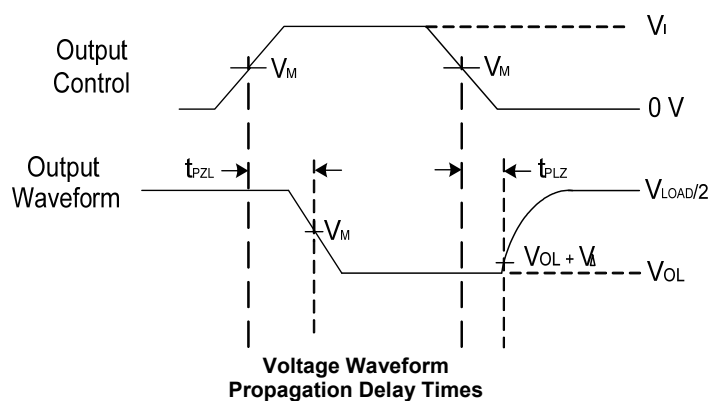 Output
Control
VM
VM
VI
0 V
Output
Waveform
tPZL
tPLZ
VLOAD/2
VM
VOL + VΔ
VOL
Voltage Waveform
Propagation Delay Times